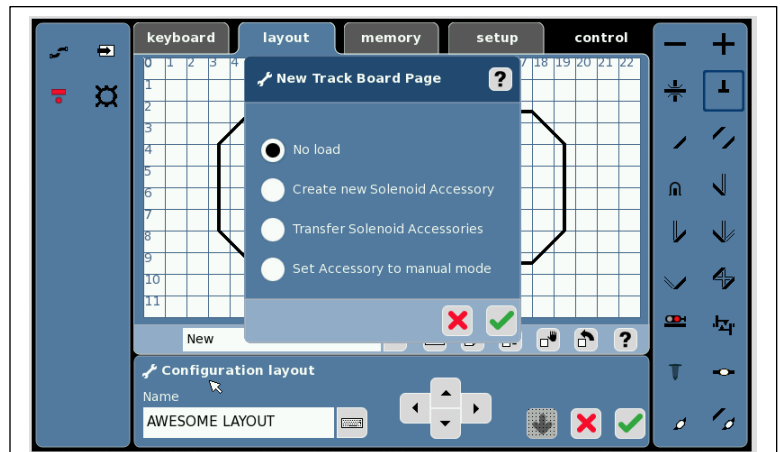 keyboard layout memory setup control
0 1 2 3 4 7 18 19 20 21 22
New Track Board Page ?
1
2
3
No load
4
5
Create new Solenoid Accessory
6
7
Transfer Solenoid Accessories
8
9
Set Accessory to manual mode
10
11
New ?
Configuration layout
Name
AWESOME LAYOUT